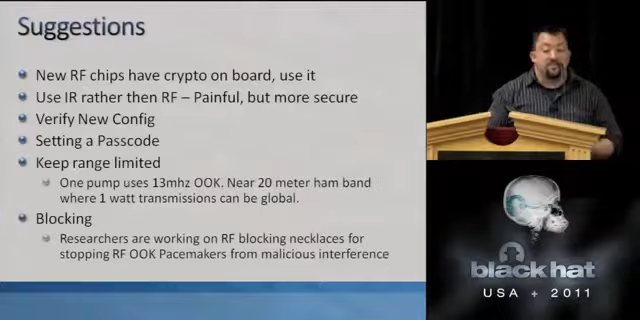 Suggestions
New RF chips have crypto on board, use it
Use IR rather then RF – Painful, but more secure
Verify New Config
Setting a Passcode
Keep range limited
One pump uses 13mhz OOK. Near 20 meter ham band
where 1 watt transmissions can be global.
Blocking
Researchers are working on RF blocking necklaces for
stopping RF OOK Pacemakers from malicious interference
black hat
USA + 2011